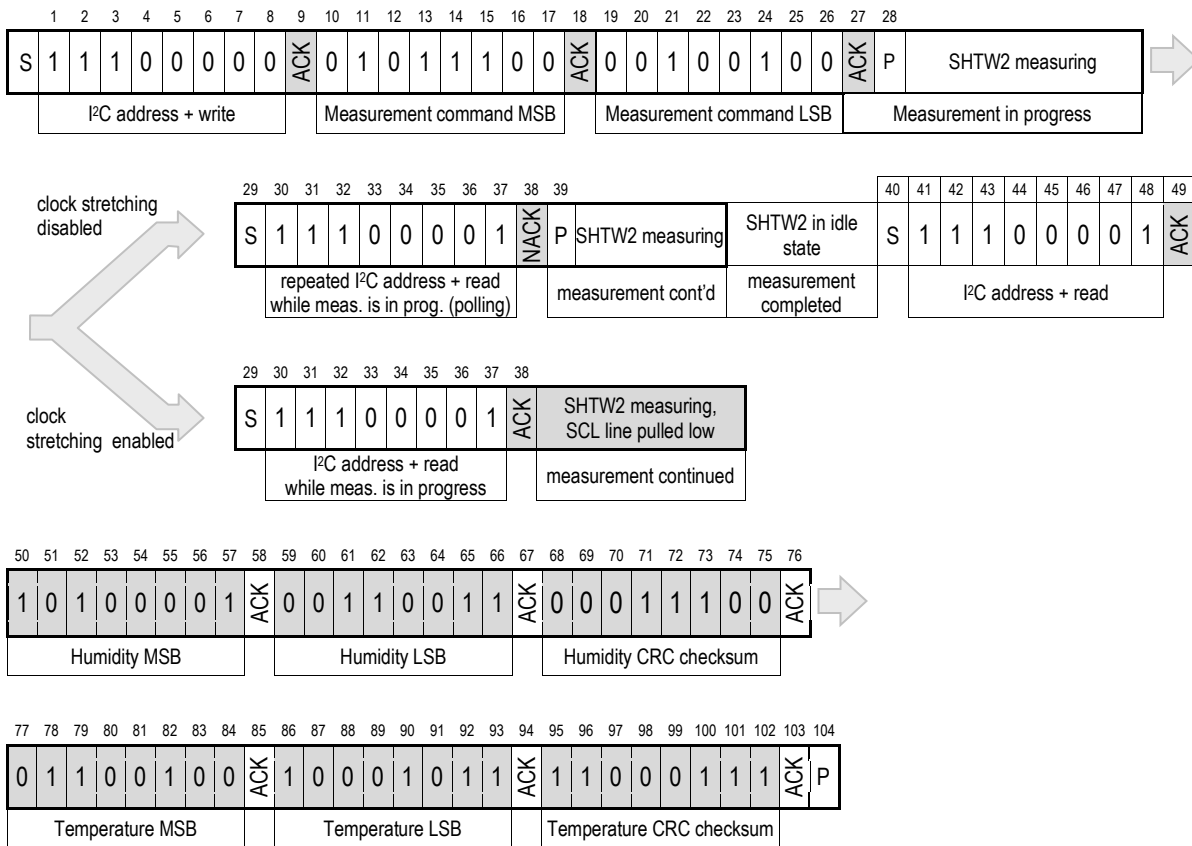 1 2 3 4 5 6 7 8 9 10 11 12 13 14 15 16 17 18 19 20 21 22 23 24 25 26 27 28
S 1 1 1 0 0 0 0 0 ACK 0 1 0 1 1 1 0 0 ACK 0 0 1 0 0 1 0 0 ACK P SHTW2 measuring
I²C address + write Measurement command MSB Measurement command LSB Measurement in progress
clock stretching
disabled
29 30 31 32 33 34 35 36 37 38 39 40 41 42 43 44 45 46 47 48 49
S 1 1 1 0 0 0 0 1 NACK P SHTW2 measuring SHTW2 in idle state S 1 1 1 0 0 0 0 1 ACK
repeated I²C address + read
while meas. is in prog. (polling)
measurement cont'd
measurement
completed
I²C address + read
clock
stretching enabled
29 30 31 32 33 34 35 36 37 38
S 1 1 1 0 0 0 0 1 ACK SHTW2 measuring,
SCL line pulled low
I²C address + read
while meas. is in progress
measurement continued
50 51 52 53 54 55 56 57 58 59 60 61 62 63 64 65 66 67 68 69 70 71 72 73 74 75 76
1 0 1 0 0 0 0 1 ACK 0 0 1 1 0 0 1 1 ACK 0 0 0 1 1 1 0 0 ACK
Humidity MSB Humidity LSB Humidity CRC checksum
77 78 79 80 81 82 83 84 85 86 87 88 89 90 91 92 93 94 95 96 97 98 99 100 101 102 103 104
0 1 1 0 0 1 0 0 ACK 1 0 0 0 1 0 1 1 ACK 1 1 0 0 0 1 1 1 ACK P
Temperature MSB Temperature LSB Temperature CRC checksum